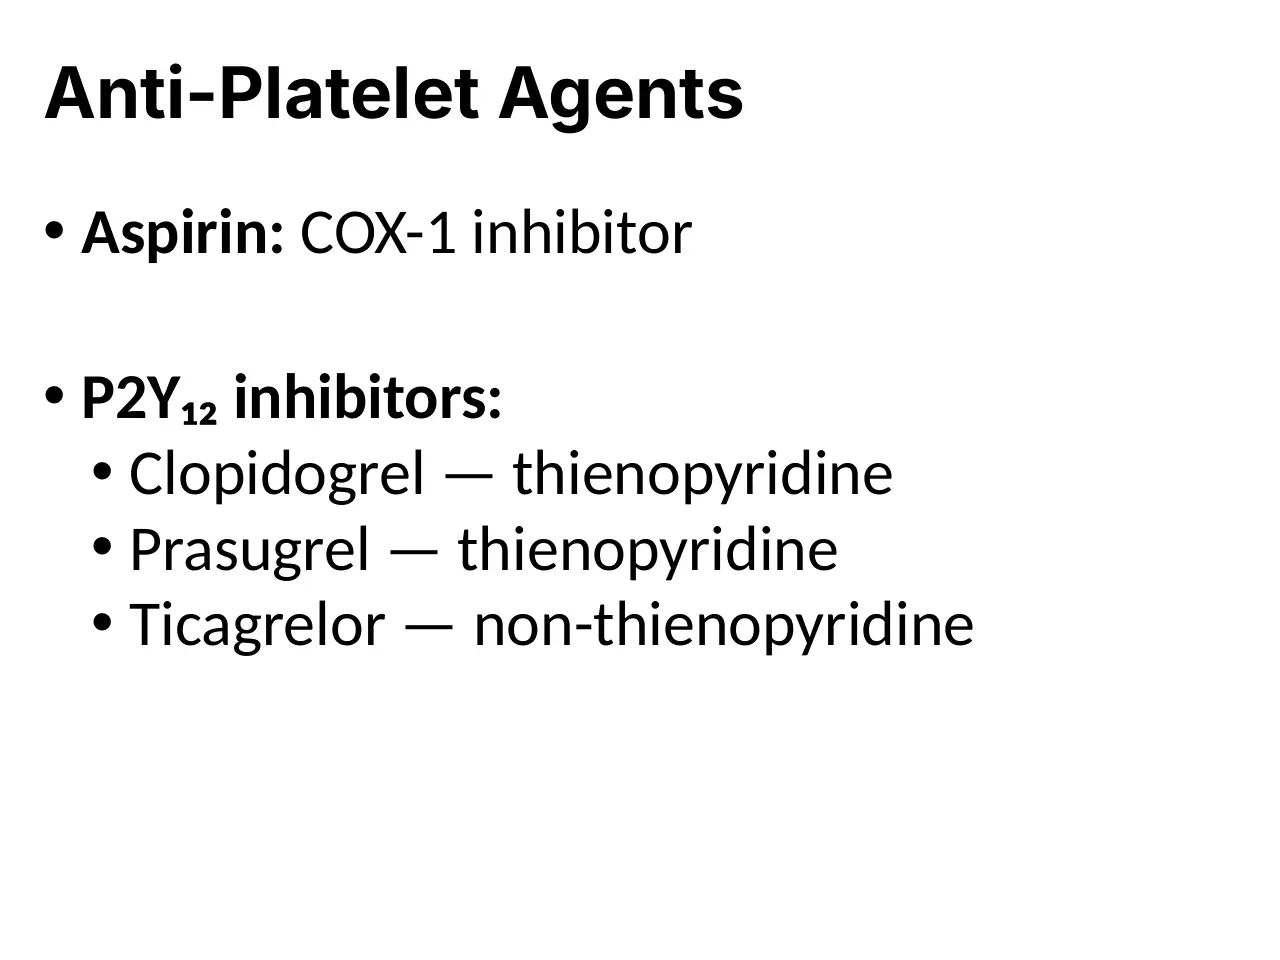 Anti-Platelet Agents
• Aspirin: COX-1 inhibitor
• P2Y₁₂ inhibitors:
• Clopidogrel — thienopyridine
• Prasugrel — thienopyridine
• Ticagrelor — non-thienopyridine